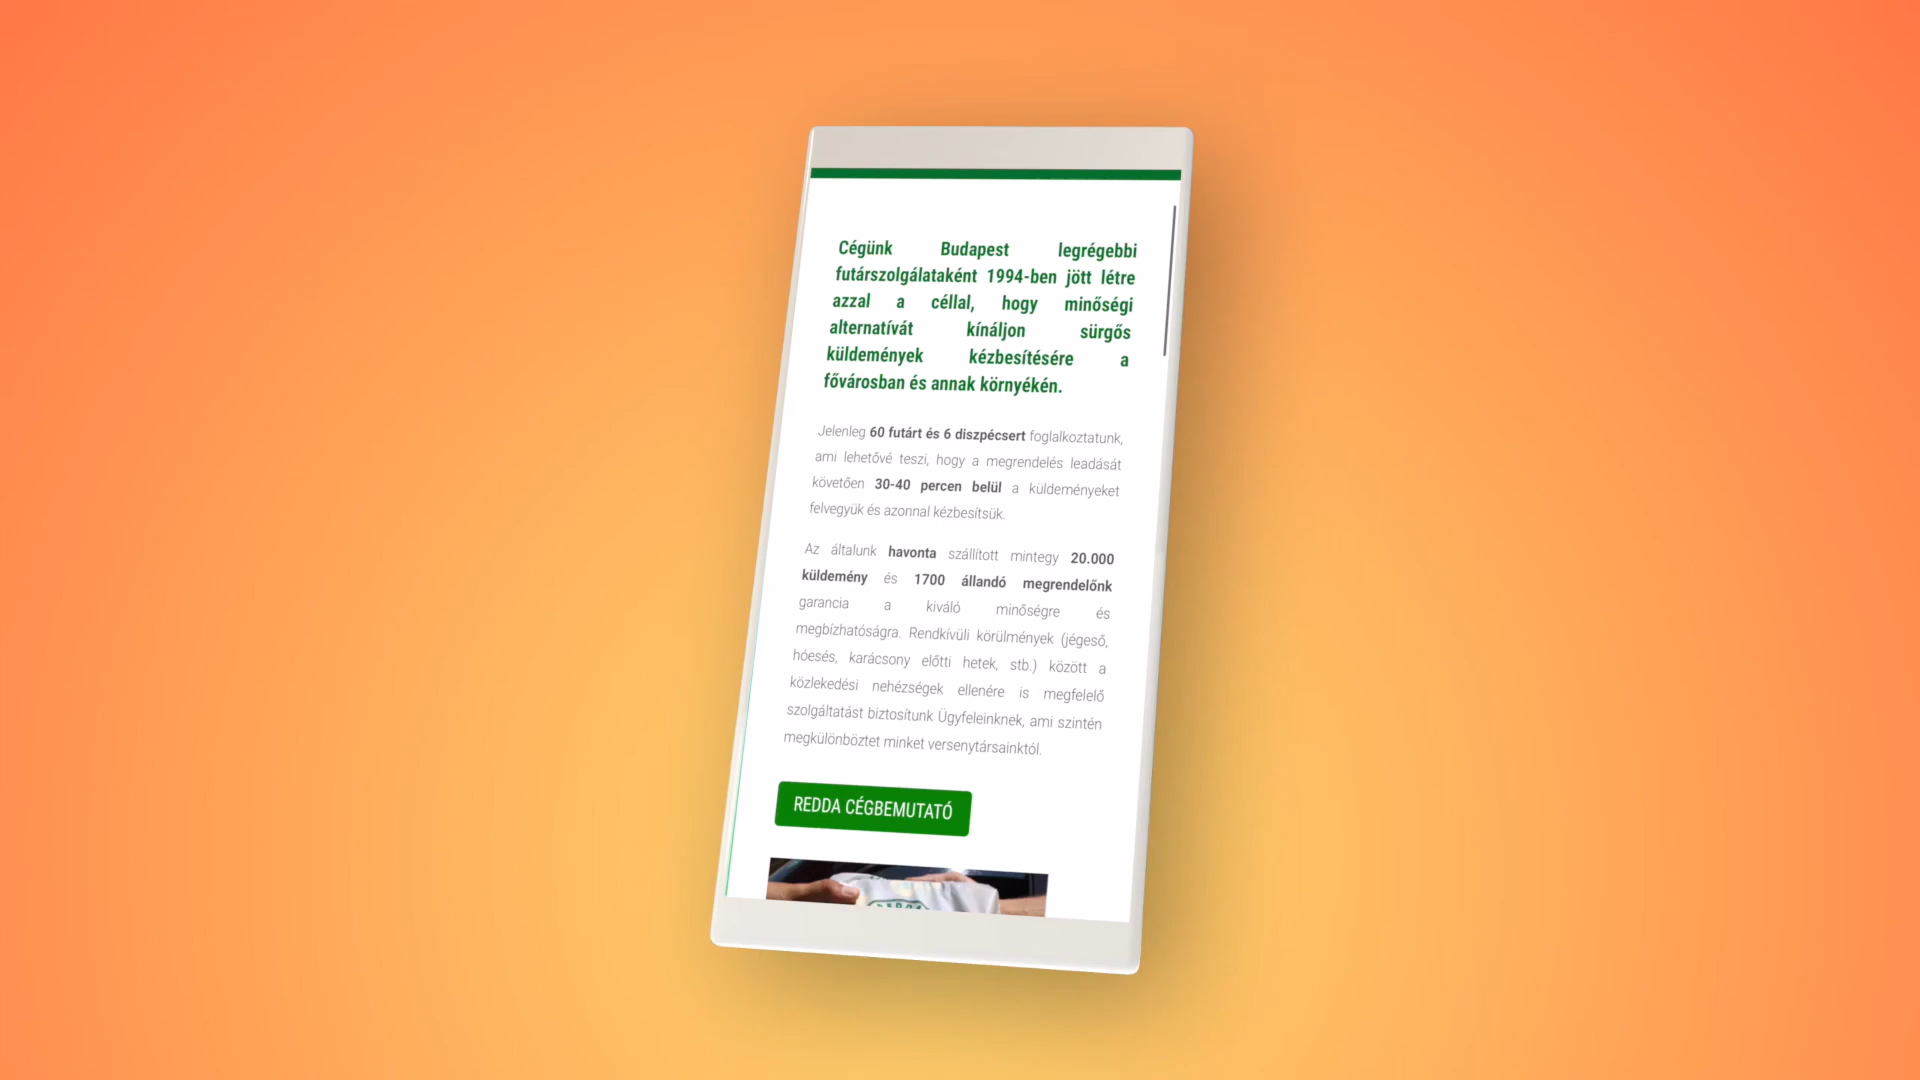 Cégünk Budapest legrégebbi
futárszolgálataként 1994-ben jött létre
azzal a céllal, hogy minőségi
alternatívát kínáljon sürgős
küldemények kézbesítésére a
fővárosban és annak környékén.
Jelenleg 60 futárt és 6 diszpécsert foglalkoztatunk,
ami lehetővé teszi, hogy a megrendelés leadását
követően 30-40 percen belül a küldeményeket
felvegyük és azonnal kézbesítsük.
Az általunk havonta szállított mintegy 20.000
küldemény és 1700 állandó megrendelőnk
garancia a kiváló minőségre és
megbízhatóságra. Rendkívüli körülmények (jégeső,
hóesés, karácsony előtti hetek, stb.) között a
közlekedési nehézségek ellenére is megfelelő
szolgáltatást biztosítunk Ügyfeleinknek, ami szintén
megkülönböztet minket versenytársainktól.
REDDA CÉGBEMUTATÓ